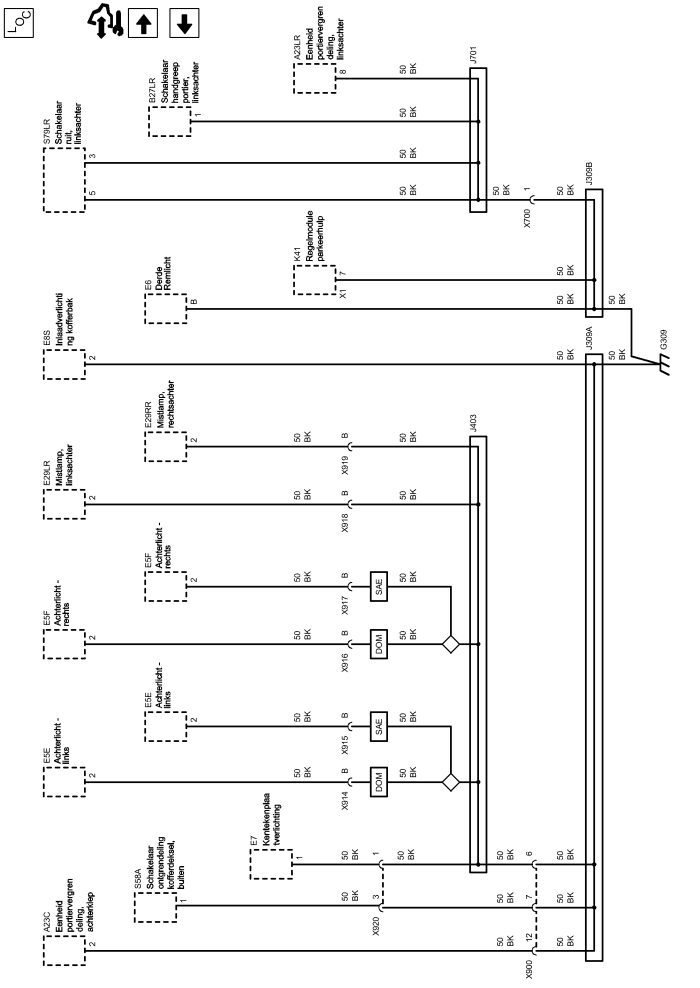 LOC
A23C
Eenheid
portiervergren
deling,
achterklep
2
S58A
Schakelaar
ontgrendeling
kofferdeksel,
buiten
1
E7
Kentekenplaa
tverlichting
1
E5E
Achterlicht -
links
2
E5E
Achterlicht -
links
2
E5F
Achterlicht -
rechts
2
E5F
Achterlicht -
rechts
2
E29LR
Mistlamp,
linksachter
2
E29RR
Mistlamp,
rechtsachter
2
E8S
Inlaadverlichti
ng kofferbak
2
E6
Derde
Remlicht
B
K41
Regelmodule
parkeerhulp
X1
7
S79LR
Schakelaar
ruit,
linksachter
5
3
B27LR
Schakelaar
handgreep
portier,
linksachter
1
A23LR
Eenheid
portiervergren
deling,
linksachter
8
50 BK
50 BK
50 BK
50 BK
50 BK
50 BK
50 BK
50 BK
X914
B
X915
B
X916
B
X917
B
X918
B
X919
B
DOM
SAE
DOM
SAE
50 BK
50 BK
50 BK
50 BK
50 BK
50 BK
X920
3
1
50 BK
J403
50 BK
50 BK
50 BK
X900
12
7
6
50 BK
50 BK
50 BK
50 BK
J309A
50 BK
50 BK
50 BK
50 BK
50 BK
J701
50 BK
X700
1
50 BK
50 BK
50 BK
J309B
50 BK
50 BK
G309